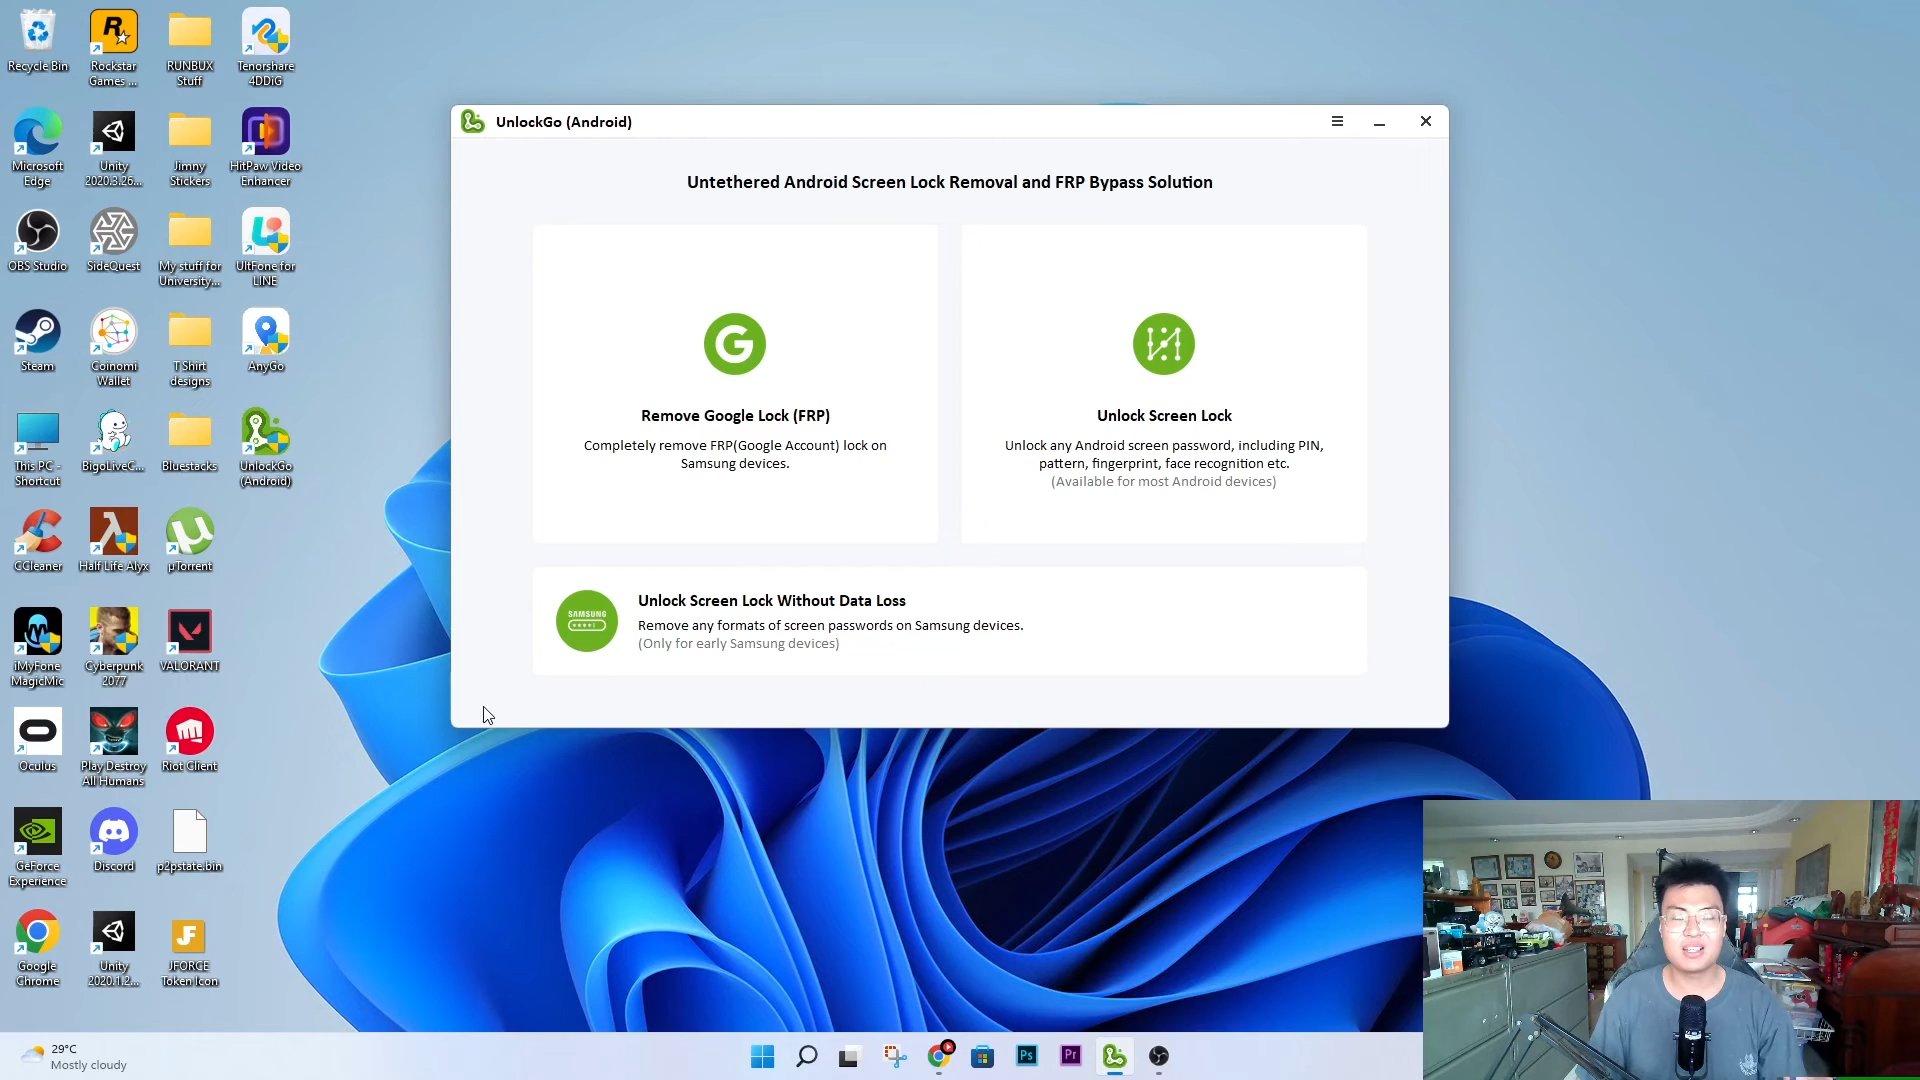 Recycle Bin
Rockstar
Games ...
RUNBUX
Stuff
Tenorshare
4DDiG
Microsoft
Edge
Unity
2020.3.26...
Jimny
Stickers
HitPaw Video
Enhancer
OBS Studio
SideQuest
My stuff for
University...
UltFone for
LINE
Steam
Coinomi
Wallet
T Shirt
designs
AnyGo
This PC -
Shortcut
BigoLiveC...
Bluestacks
UnlockGo
(Android)
CCleaner
Half Life Alyx
µTorrent
iMyFone
MagicMic
Cyberpunk
2077
VALORANT
Oculus
Play Destroy
All Humans
Riot Client
GeForce
Experience
Discord
p2pstate.bin
Google
Chrome
Unity
2020.1.2...
JFORCE
Token Icon
UnlockGo (Android)
Untethered Android Screen Lock Removal and FRP Bypass Solution
G
Remove Google Lock (FRP)
Completely remove FRP(Google Account) lock on
Samsung devices.
Unlock Screen Lock
Unlock any Android screen password, including PIN,
pattern, fingerprint, face recognition etc.
(Available for most Android devices)
SAMSUNG
Unlock Screen Lock Without Data Loss
Remove any formats of screen passwords on Samsung devices.
(Only for early Samsung devices)
29°C
Mostly cloudy
Ps
Pr